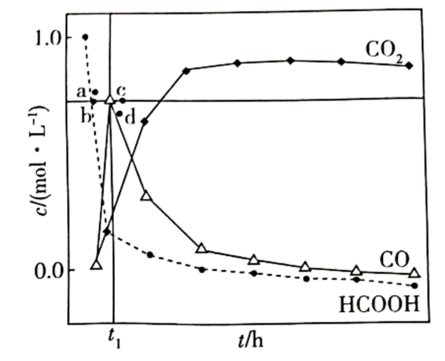 1.0
CO₂
a
c
b
d
c/(mol · L⁻¹)
0.0
CO
HCOOH
t₁
t/h